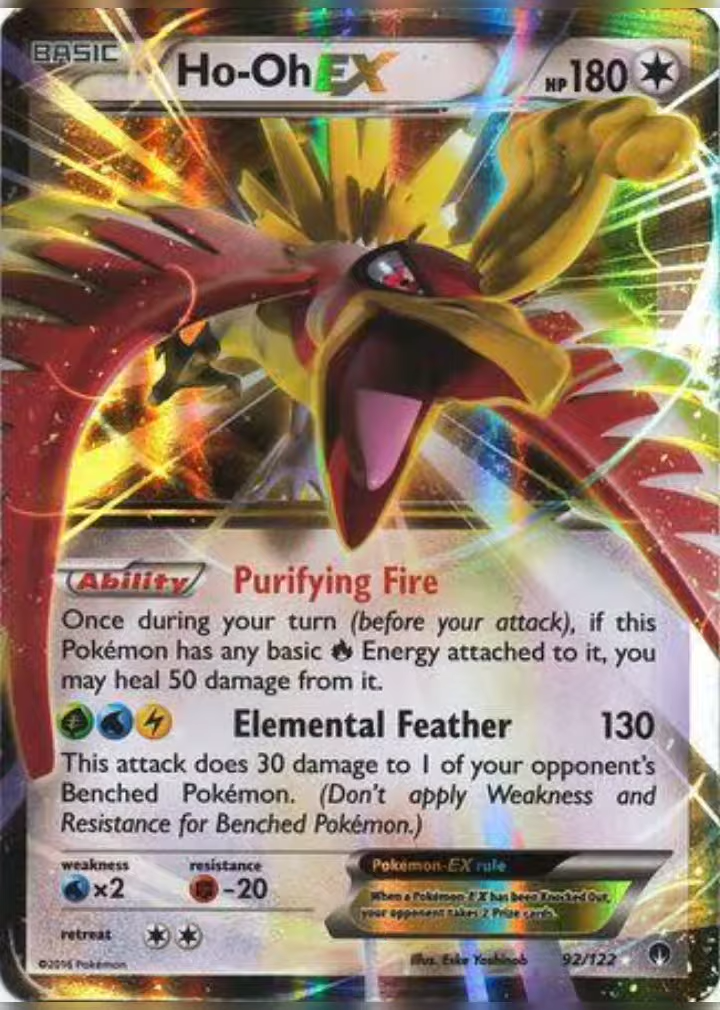 BASIC
Ho-Oh EX
HP 180
Ability Purifying Fire
Once during your turn (before your attack), if this
Pokémon has any basic Energy attached to it, you
may heal 50 damage from it.
Elemental Feather 130
This attack does 30 damage to 1 of your opponent's
Benched Pokémon. (Don't apply Weakness and
Resistance for Benched Pokémon.)
weakness resistance
×2 -20
retreat
Pokémon-EX rule
When a Pokémon-EX has been Knocked Out,
your opponent takes 2 Prize cards.
©2016 Pokémon
Illus. Eske Yoshinob 92/122